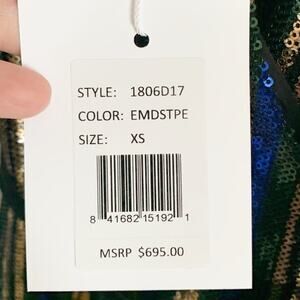 STYLE: 1806D17
COLOR: EMDSTPE
SIZE: XS
8 41682 15192 1
MSRP $695.00